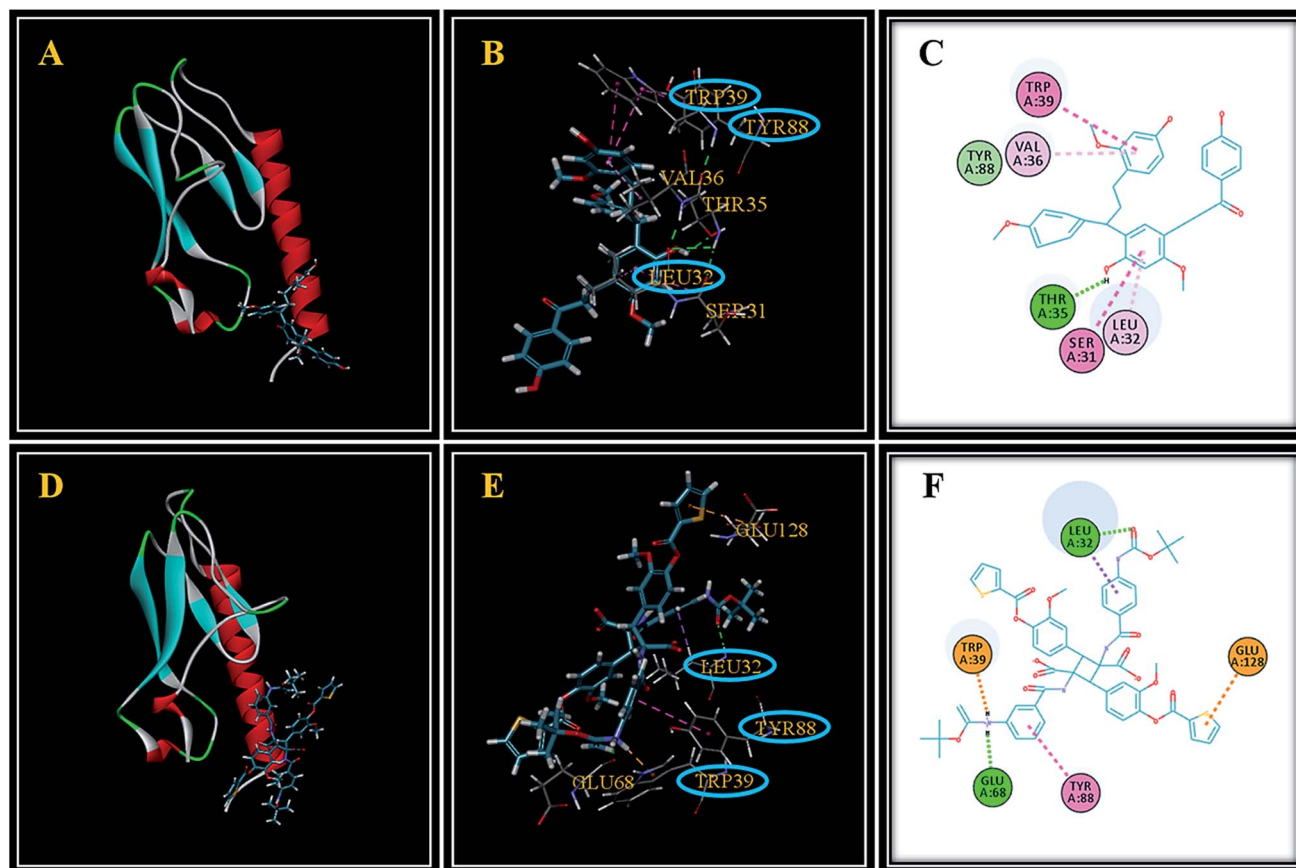 A
B
TRP39
TYR88
VAL36
THR35
LEU32
SER31
C
TRP
A:39
TYR
A:88
VAL
A:36
THR
A:35
SER
A:31
LEU
A:32
H
D
E
GLU128
LEU32
TYR88
GLU68
TRP39
F
LEU
A:32
TRP
A:39
GLU
A:128
H
H
GLU
A:68
TYR
A:88